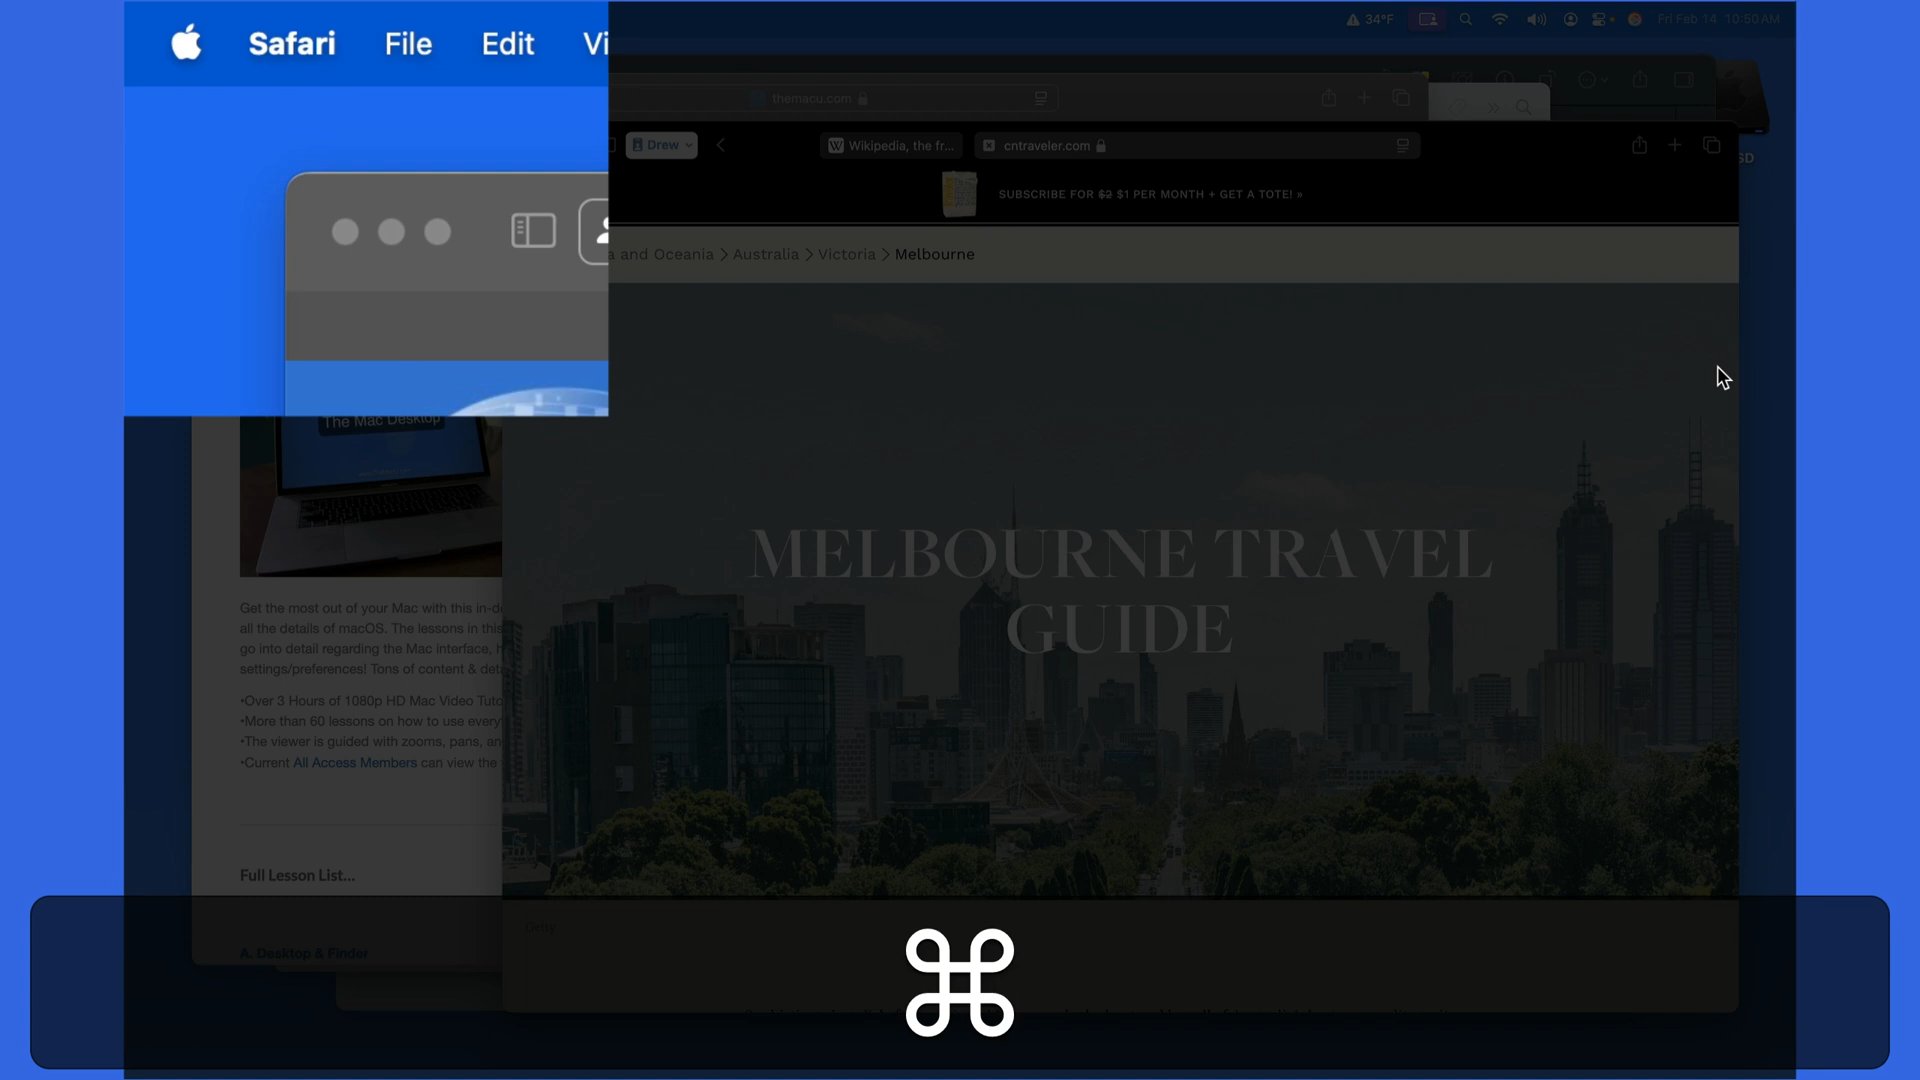 Safari File Edit Vi
34°F Fri Feb 14 10:50 AM
themacu.com
Drew Wikipedia, the fr... cntraveler.com
SD
SUBSCRIBE FOR $2 $1 PER MONTH + GET A TOTE! »
a and Oceania > Australia > Victoria > Melbourne
The Mac Desktop
MELBOURNE TRAVEL
GUIDE
Get the most out of your Mac with this in-de
all the details of macOS. The lessons in this
go into detail regarding the Mac interface, h
settings/preferences! Tons of content & deta
•Over 3 Hours of 1080p HD Mac Video Tuto
•More than 60 lessons on how to use every
•The viewer is guided with zooms, pans, an
•Current All Access Members can view the
Full Lesson List...
A. Desktop & Finder